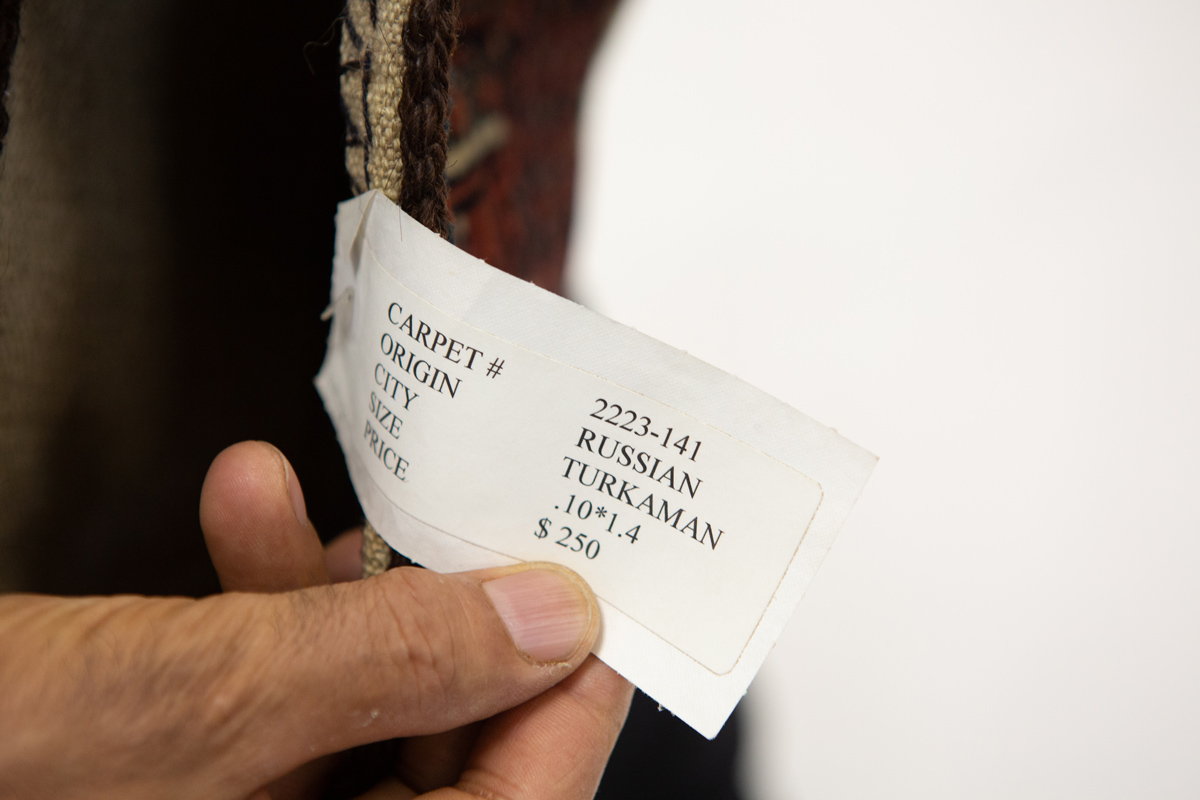 CARPET # 2223-141
ORIGIN RUSSIAN
CITY TURKAMAN
SIZE .10*1.4
PRICE $ 250